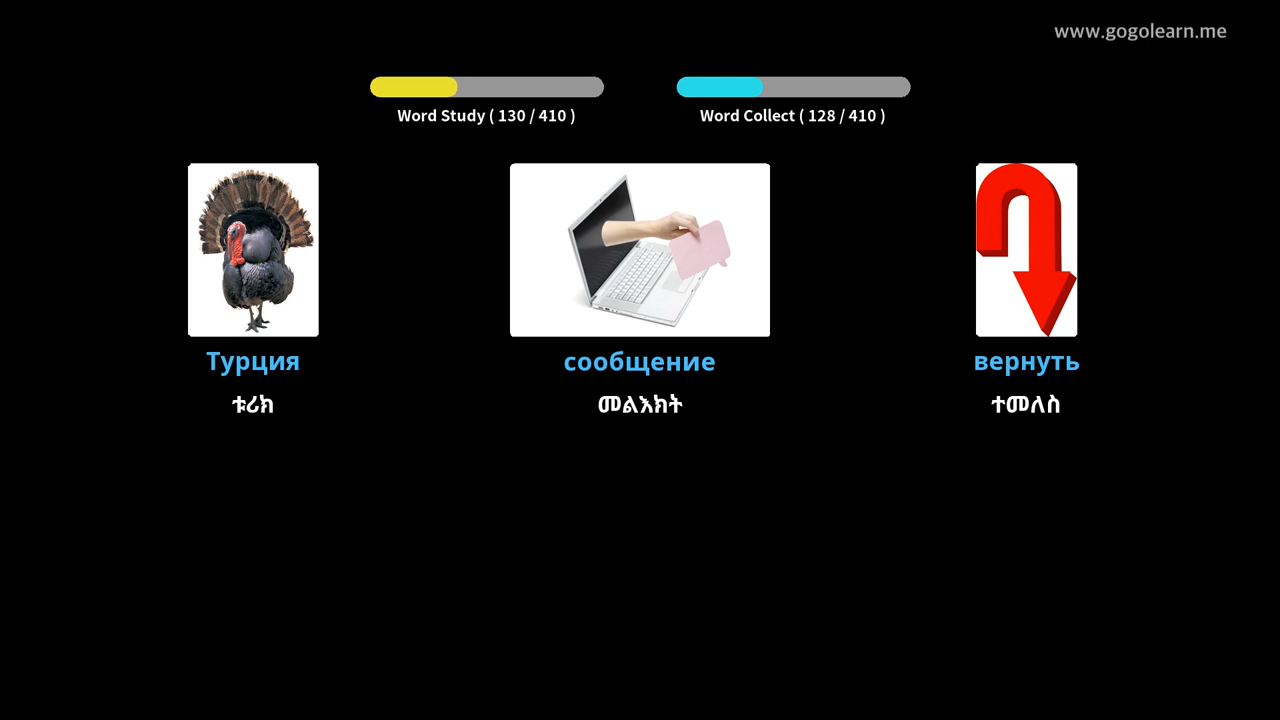 www.gogolearn.me
Word Study ( 130 / 410 )
Word Collect ( 128 / 410 )
Турция
сообщение
вернуть
ቱሪክ
መልእክት
ተመለስ